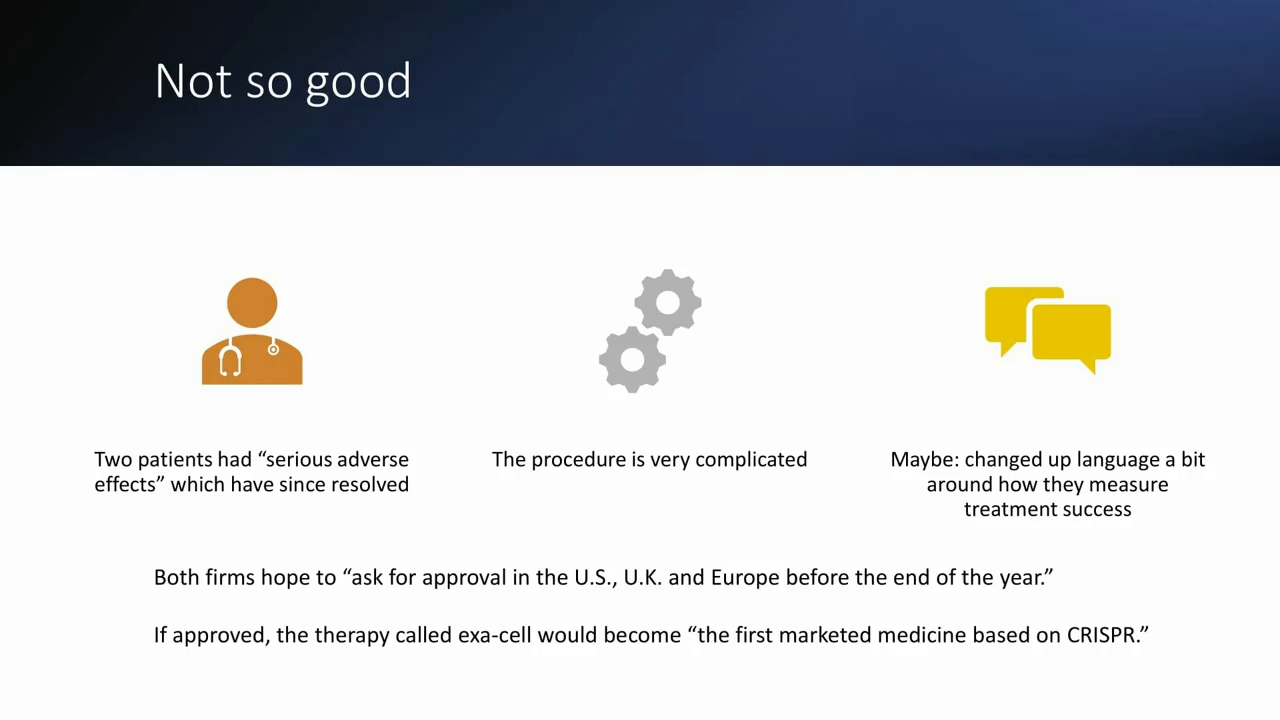 Not so good
Two patients had “serious adverse
effects” which have since resolved
The procedure is very complicated
Maybe: changed up language a bit
around how they measure
treatment success
Both firms hope to “ask for approval in the U.S., U.K. and Europe before the end of the year.”
If approved, the therapy called exa-cell would become “the first marketed medicine based on CRISPR.”